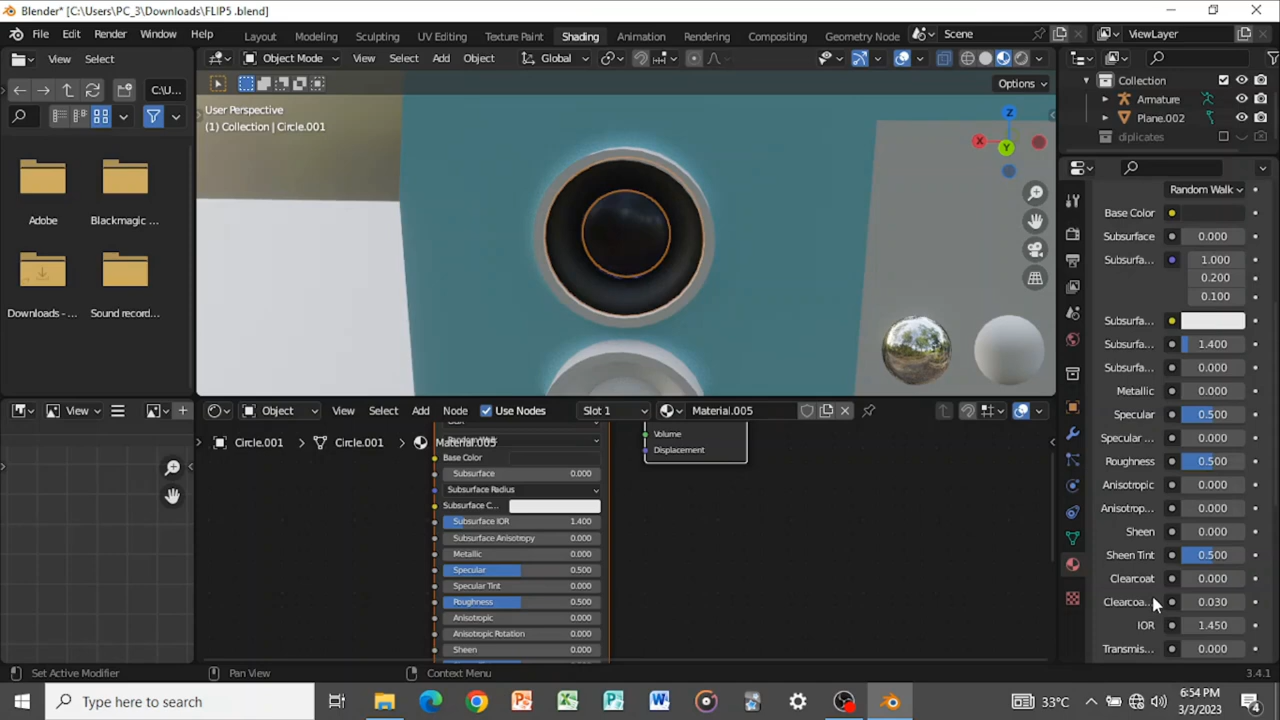 Blender* [C:\Users\PC_3\Downloads\FLIP5 .blend]
File Edit Render Window Help
Layout Modeling Sculpting UV Editing Texture Paint Shading Animation Rendering Compositing Geometry Node
Scene
ViewLayer
View Select
Object Mode
View Select Add Object
Global
Options
C:\U...
User Perspective
(1) Collection | Circle.001
X Y Z
Adobe
Blackmagic ...
Downloads - ...
Sound record...
Collection
Armature
Plane.002
diplicates
Random Walk
Base Color
Subsurface 0.000
Subsurfa... 1.000
0.200
0.100
Subsurfa...
Subsurfa... 1.400
Subsurfa... 0.000
Metallic 0.000
Specular 0.500
Specular ... 0.000
Roughness 0.500
Anisotropic 0.000
Anisotrop... 0.000
Sheen 0.000
Sheen Tint 0.500
Clearcoat 0.000
Clearcoa... 0.030
IOR 1.450
Transmis... 0.000
View
Object
View Select Add Node
Use Nodes
Slot 1
Material.005
Circle.001
Circle.001
Material.005
Random Walk
Base Color
Subsurface 0.000
Subsurface Radius
Subsurface C...
Subsurface IOR 1.400
Subsurface Anisotropy 0.000
Metallic 0.000
Specular 0.500
Specular Tint 0.000
Roughness 0.500
Anisotropic 0.000
Anisotropic Rotation 0.000
Sheen 0.000
Volume
Displacement
Set Active Modifier
Pan View
Context Menu
3.4.1
Type here to search
33°C
6:54 PM
3/3/2023
4